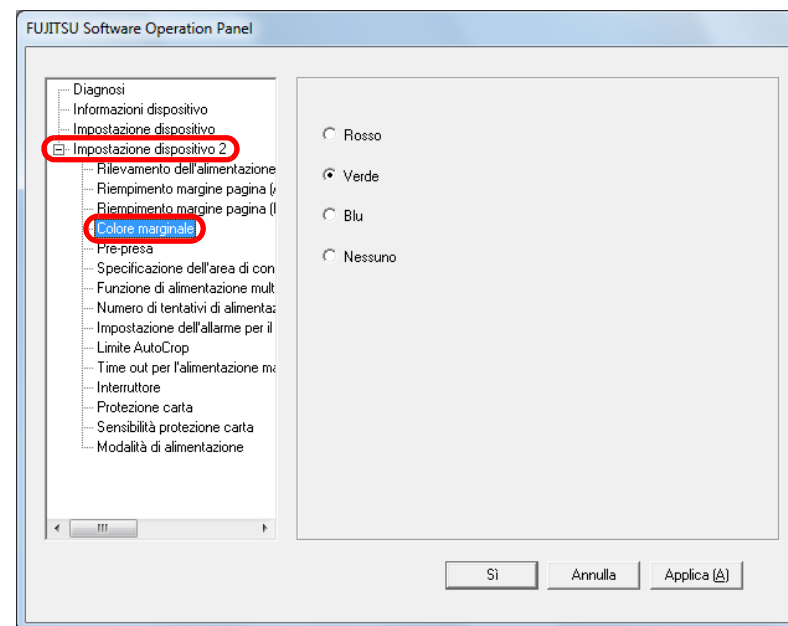 FUJITSU Software Operation Panel
Diagnosi
Informazioni dispositivo
Impostazione dispositivo
Impostazione dispositivo 2
Rilevamento dell'alimentazione
Riempimento margine pagina (
Riempimento margine pagina (
Colore marginale
Pre-presa
Specificazione dell'area di con
Funzione di alimentazione mult
Numero di tentativi di alimentaz
Impostazione dell'allarme per il
Limite AutoCrop
Time out per l'alimentazione ma
Interruttore
Protezione carta
Sensibilità protezione carta
Modalità di alimentazione
Rosso
Verde
Blu
Nessuno
Sì
Annulla
Applica (A)